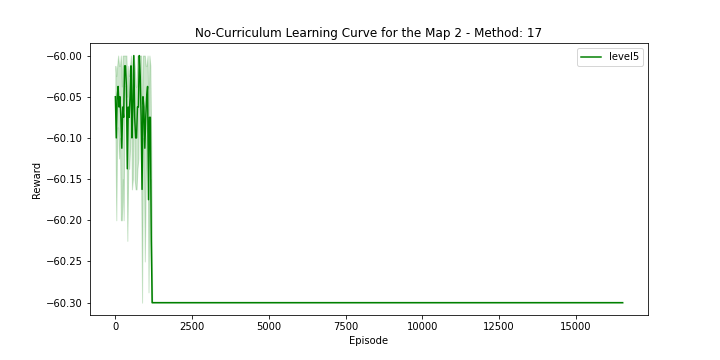 No-Curriculum Learning Curve for the Map 2 - Method: 17
level5
Reward
−60.00
−60.05
−60.10
−60.15
−60.20
−60.25
−60.30
0 2500 5000 7500 10000 12500 15000
Episode